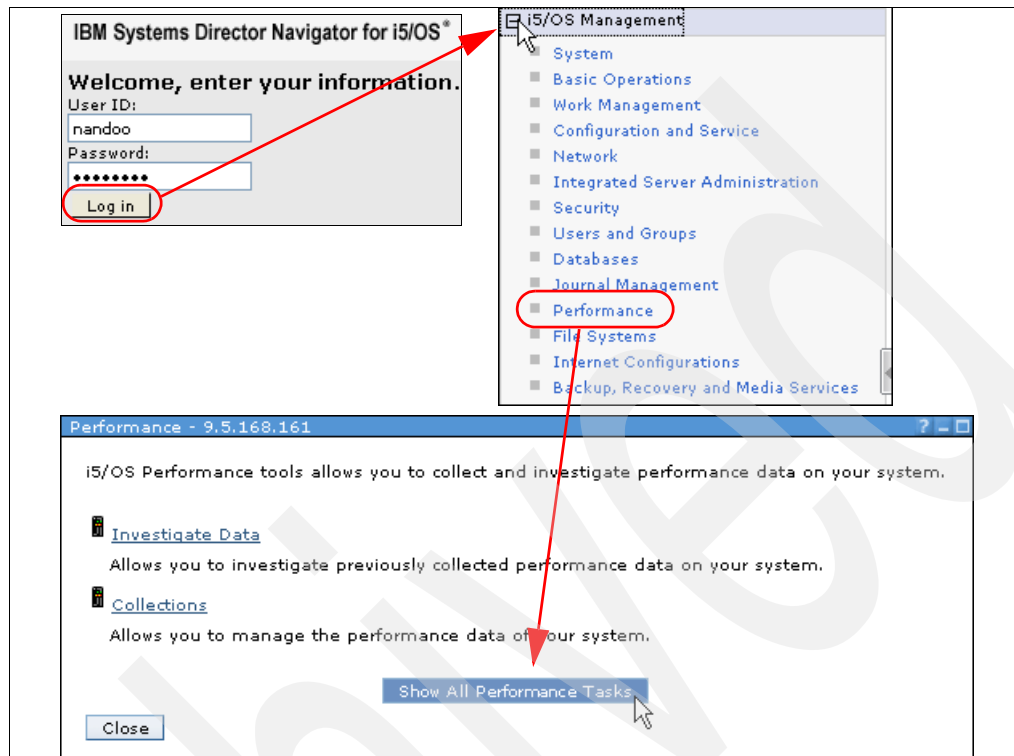 IBM Systems Director Navigator for i5/OS®
Welcome, enter your information.
User ID:
nandoo
Password:
••••••••
Log in
i5/OS Management
System
Basic Operations
Work Management
Configuration and Service
Network
Integrated Server Administration
Security
Users and Groups
Databases
Journal Management
Performance
File Systems
Internet Configurations
Backup, Recovery and Media Services
Performance - 9.5.168.161
i5/OS Performance tools allows you to collect and investigate performance data on your system.
Investigate Data
Allows you to investigate previously collected performance data on your system.
Collections
Allows you to manage the performance data of your system.
Show All Performance Tasks
Close